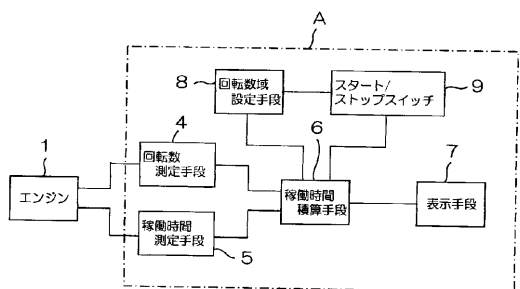 A
8
回転数域
設定手段
スタート/
ストップスイッチ
9
4
回転数
測定手段
6
稼働時間
積算手段
7
表示手段
1
エンジン
稼働時間
測定手段
5